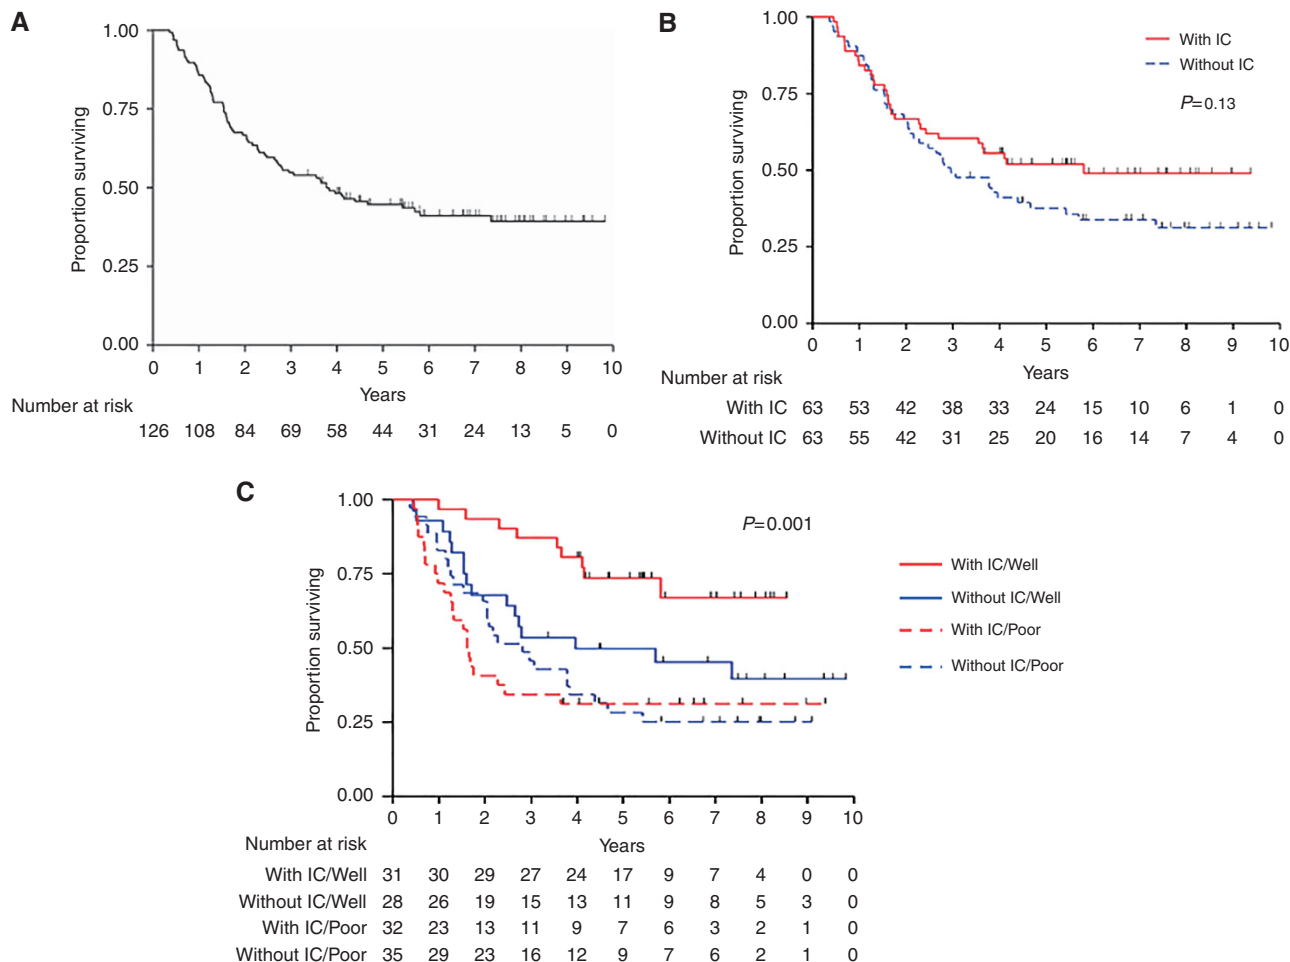 A
1.00
0.75
0.50
0.25
0.00
Proportion surviving
0 1 2 3 4 5 6 7 8 9 10
Years
Number at risk
126 108 84 69 58 44 31 24 13 5 0
B
1.00
0.75
0.50
0.25
0.00
Proportion surviving
With IC
Without IC
P=0.13
0 1 2 3 4 5 6 7 8 9 10
Years
Number at risk
With IC 63 53 42 38 33 24 15 10 6 1 0
Without IC 63 55 42 31 25 20 16 14 7 4 0
C
1.00
0.75
0.50
0.25
0.00
Proportion surviving
P=0.001
With IC/Well
Without IC/Well
With IC/Poor
Without IC/Poor
0 1 2 3 4 5 6 7 8 9 10
Years
Number at risk
With IC/Well 31 30 29 27 24 17 9 7 4 0 0
Without IC/Well 28 26 19 15 13 11 9 8 5 3 0
With IC/Poor 32 23 13 11 9 7 6 3 2 1 0
Without IC/Poor 35 29 23 16 12 9 7 6 2 1 0